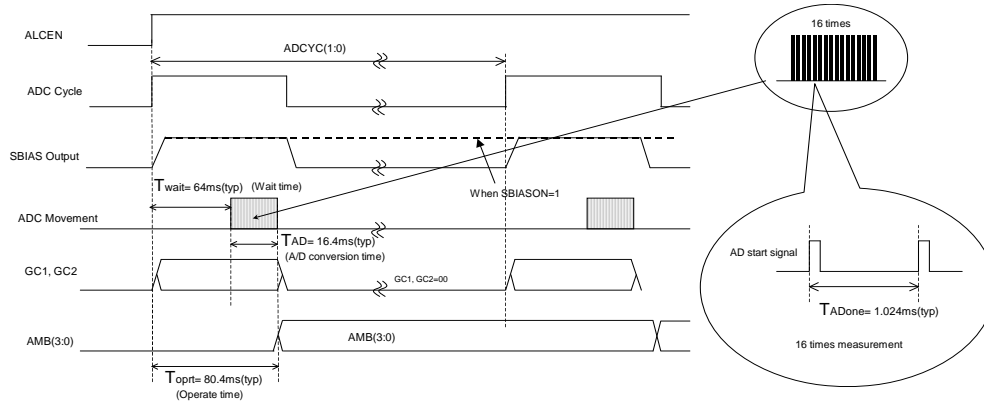 ALCEN
ADCYC(1:0)
16 times
ADC Cycle
SBIAS Output
When SBIASON=1
Twait= 64ms(typ) (Wait time)
ADC Movement
TAD= 16.4ms(typ)
(A/D conversion time)
AD start signal
GC1, GC2
GC1, GC2=00
TADone= 1.024ms(typ)
AMB(3:0)
AMB(3:0)
16 times measurement
Toprt= 80.4ms(typ)
(Operate time)